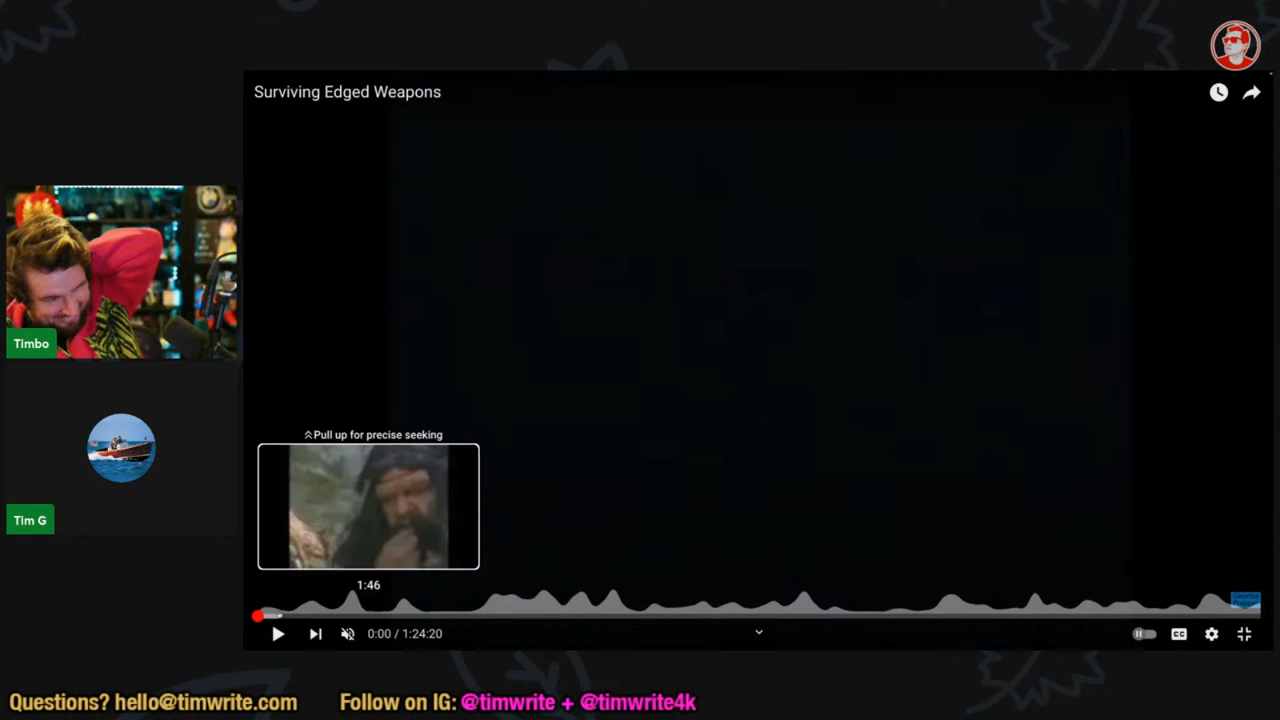 Surviving Edged Weapons
Timbo
Pull up for precise seeking
Tim G
1:46
0:00 / 1:24:20
CC
Questions? hello@timwrite.com
Follow on IG: @timwrite + @timwrite4k